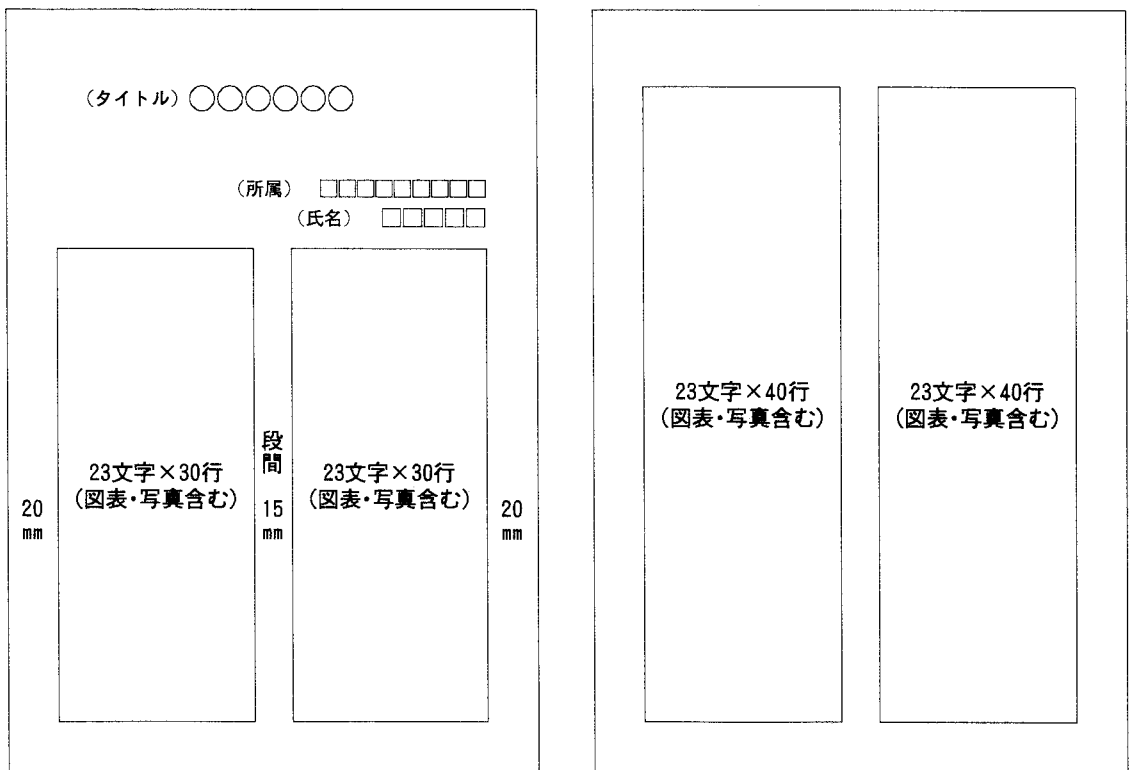 (タイトル) ○○○○○○
(所属) □□□□□□□□□
(氏名) □□□□□
23文字×30行
(図表・写真含む)
段間
15
mm
23文字×30行
(図表・写真含む)
20
mm
20
mm
23文字×40行
(図表・写真含む)
23文字×40行
(図表・写真含む)